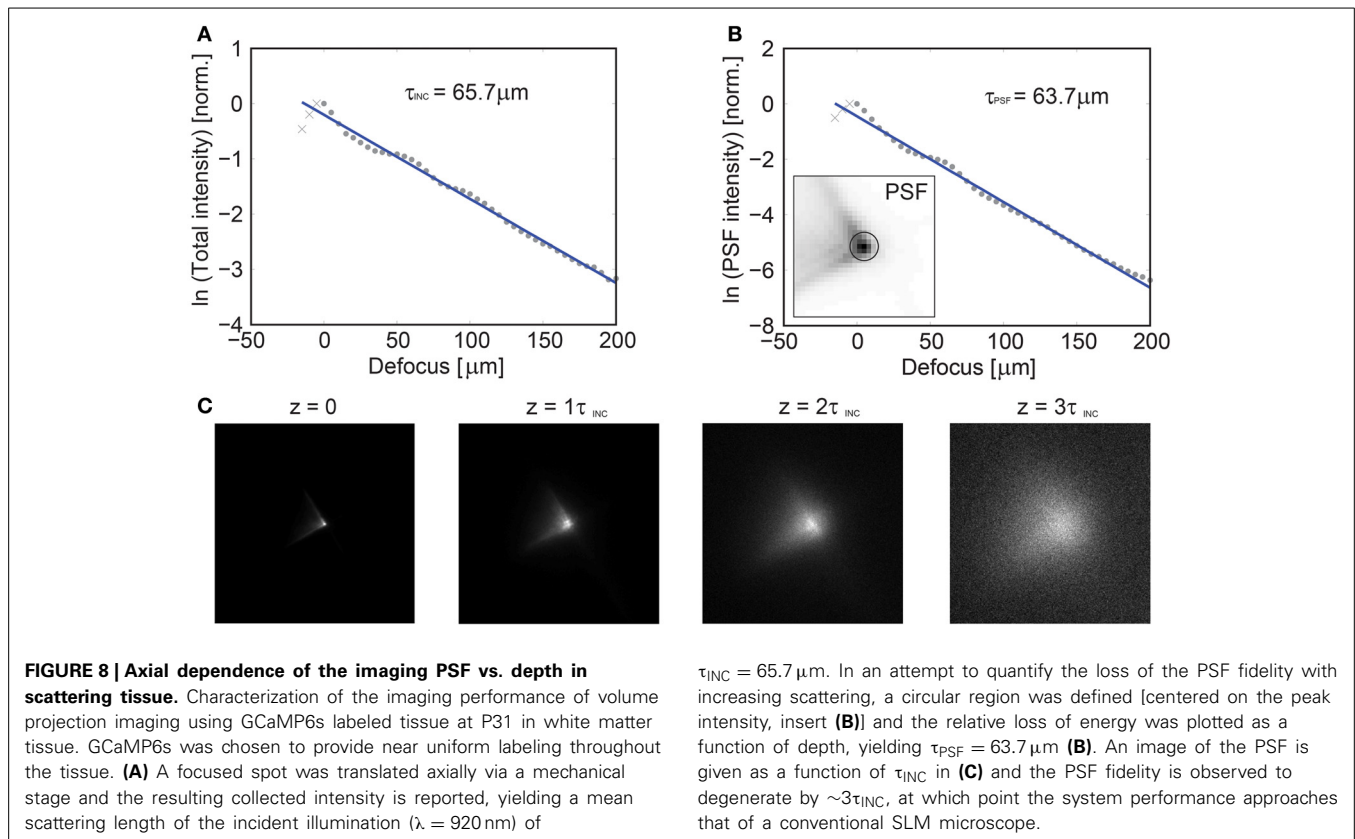 A
1
0
−1
−2
−3
−4
ln (Total intensity) [norm.]
−50
0
50
100
150
200
Defocus [μm]
τINC = 65.7μm
B
2
0
−2
−4
−6
−8
ln (PSF intensity) [norm.]
−50
0
50
100
150
200
Defocus [μm]
τPSF = 63.7μm
PSF
C
z = 0
z = 1τ INC
z = 2τ INC
z = 3τ INC
FIGURE 8 | Axial dependence of the imaging PSF vs. depth in
scattering tissue. Characterization of the imaging performance of volume
projection imaging using GCaMP6s labeled tissue at P31 in white matter
tissue. GCaMP6s was chosen to provide near uniform labeling throughout
the tissue. (A) A focused spot was translated axially via a mechanical
stage and the resulting collected intensity is reported, yielding a mean
scattering length of the incident illumination (λ = 920 nm) of
τINC = 65.7 μm. In an attempt to quantify the loss of the PSF fidelity with
increasing scattering, a circular region was defined [centered on the peak
intensity, insert (B)] and the relative loss of energy was plotted as a
function of depth, yielding τPSF = 63.7 μm (B). An image of the PSF is
given as a function of τINC in (C) and the PSF fidelity is observed to
degenerate by ∼3τINC, at which point the system performance approaches
that of a conventional SLM microscope.